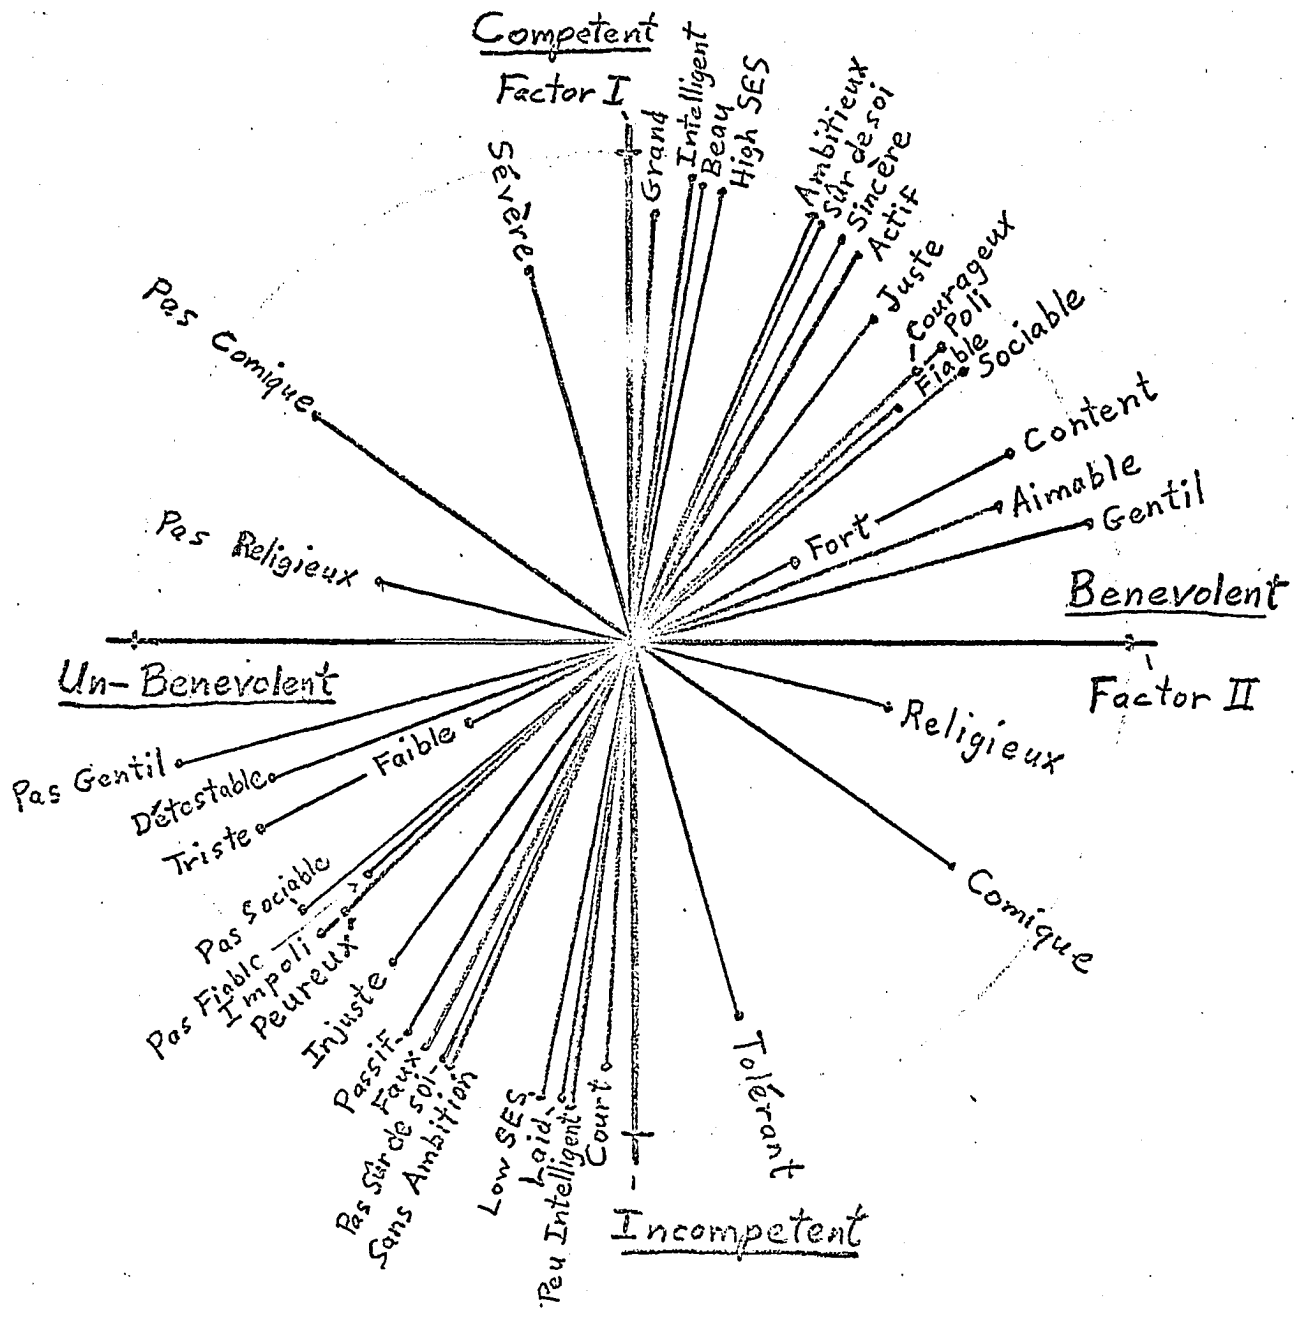 Competent
Factor I
Sévère
Grand
Intelligent
Beau
High SES
Ambitieux
Sûr de soi
Sincère
Actif
Juste
Courageux
Poli
Fiable
Sociable
Content
Aimable
Gentil
Fort
Pas Comique
Pas Religieux
Benevolent
Factor II
Un-Benevolent
Religieux
Comique
Tolérant
Pas Gentil
Détestable
Triste
Faible
Pas Sociable
Pas Fiable
Impoli
Peureux
Injuste
Passif
Faux
Pas Sûr de soi
Sans Ambition
Low SES
Laid
Peu Intelligent
Court
Incompetent